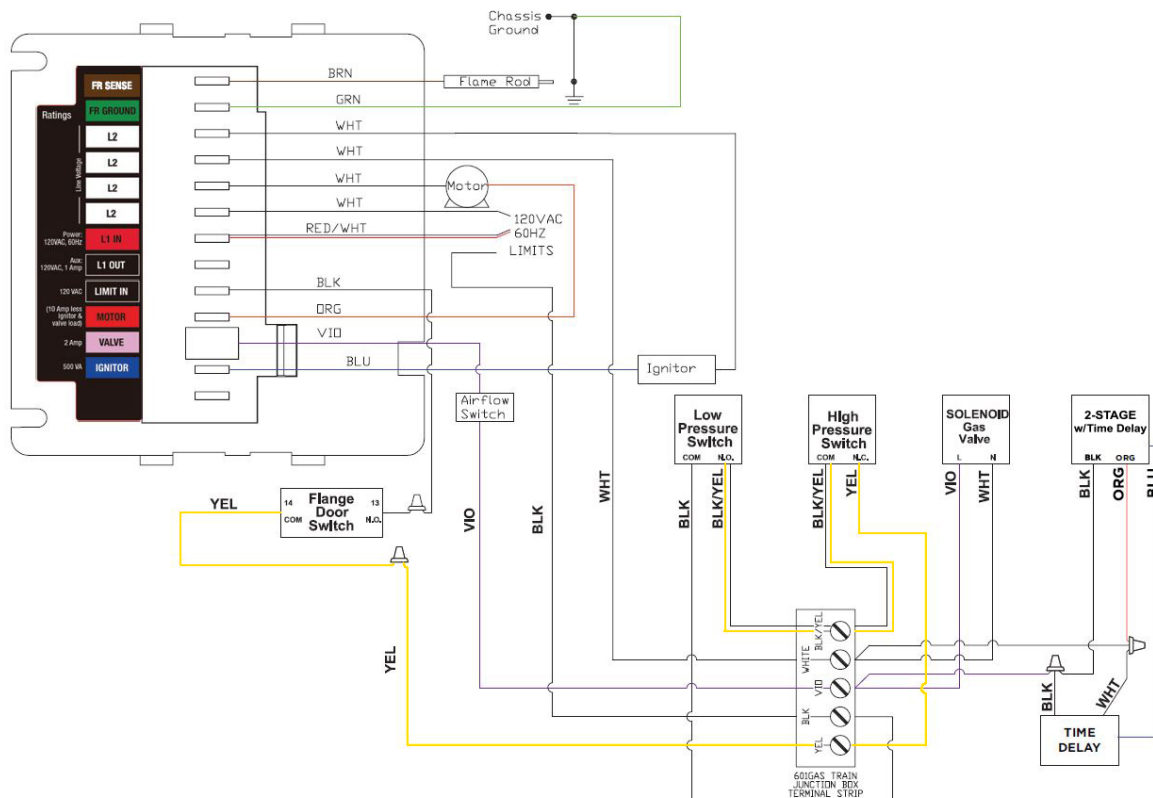 Chassis
Ground
FR SENSE
BRN
Flame Rod
Ratings
FR GROUND
GRN
L2
WHT
Line Voltage
L2
WHT
L2
WHT
Motor
L2
WHT
120VAC
60HZ
Power:
120VAC, 60Hz
L1 IN
RED/WHT
LIMITS
Aux:
120VAC, 1 Amp
L1 OUT
120 VAC
LIMIT IN
BLK
(10 Amp less
Ignitor &
valve load)
MOTOR
ORG
2 Amp
VALVE
VIO
500 VA
IGNITOR
BLU
Ignitor
Airflow
Switch
Low
Pressure
Switch
COM
N.O.
HIgh
Pressure
Switch
COM
N.C.
SOLENOID
Gas
Valve
L
N
2-STAGE
w/Time Delay
BLK
ORG
YEL
14
13
Flange
Door
Switch
COM
N.O.
VIO
BLK
WHT
BLK
BLK/YEL
BLK/YEL
YEL
VIO
WHT
BLK
ORG
BLU
YEL
BLK/YEL
WHITE
VIO
BLK
YEL
BLK
WHT
TIME
DELAY
601GAS TRAIN
JUNCTION BOX
TERMINAL STRIP